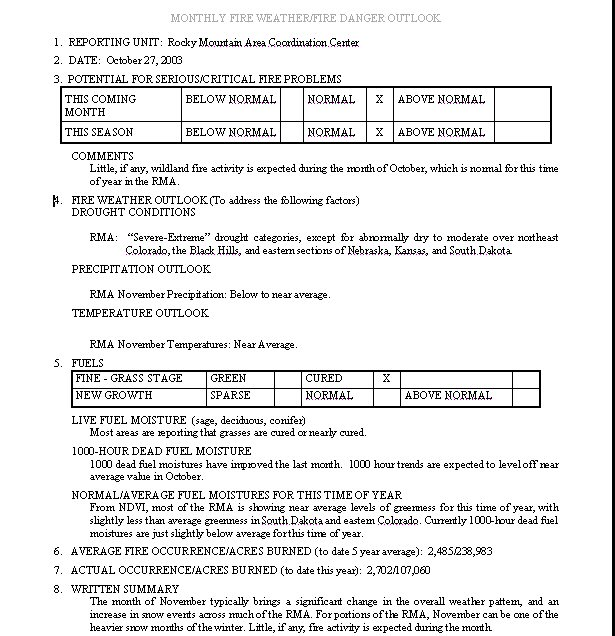 MONTHLY FIRE WEATHER/FIRE DANGER OUTLOOK
1. REPORTING UNIT: Rocky Mountain Area Coordination Center
2. DATE: October 27, 2003
3. POTENTIAL FOR SERIOUS/CRITICAL FIRE PROBLEMS
THIS COMING MONTH BELOW NORMAL NORMAL X ABOVE NORMAL
THIS SEASON BELOW NORMAL NORMAL X ABOVE NORMAL
COMMENTS
Little, if any, wildland fire activity is expected during the month of October, which is normal for this time
of year in the RMA.
4. FIRE WEATHER OUTLOOK (To address the following factors)
DROUGHT CONDITIONS
RMA: “Severe-Extreme” drought categories, except for abnormally dry to moderate over northeast
Colorado, the Black Hills, and eastern sections of Nebraska, Kansas, and South Dakota.
PRECIPITATION OUTLOOK
RMA November Precipitation: Below to near average.
TEMPERATURE OUTLOOK
RMA November Temperatures: Near Average.
5. FUELS
FINE - GRASS STAGE GREEN CURED X
NEW GROWTH SPARSE NORMAL ABOVE NORMAL
LIVE FUEL MOISTURE (sage, deciduous, conifer)
Most areas are reporting that grasses are cured or nearly cured.
1000-HOUR DEAD FUEL MOISTURE
1000 dead fuel moistures have improved the last month. 1000 hour trends are expected to level off near
average value in October.
NORMAL/AVERAGE FUEL MOISTURES FOR THIS TIME OF YEAR
From NDVI, most of the RMA is showing near average levels of greenness for this time of year, with
slightly less than average greenness in South Dakota and eastern Colorado. Currently 1000-hour dead fuel
moistures are just slightly below average for this time of year.
6. AVERAGE FIRE OCCURRENCE/ACRES BURNED (to date 5 year average): 2,485/238,983
7. ACTUAL OCCURRENCE/ACRES BURNED (to date this year): 2,702/107,060
8. WRITTEN SUMMARY
The month of November typically brings a significant change in the overall weather pattern, and an
increase in snow events across much of the RMA. For portions of the RMA, November can be one of the
heavier snow months of the winter. Little, if any, fire activity is expected during the month.